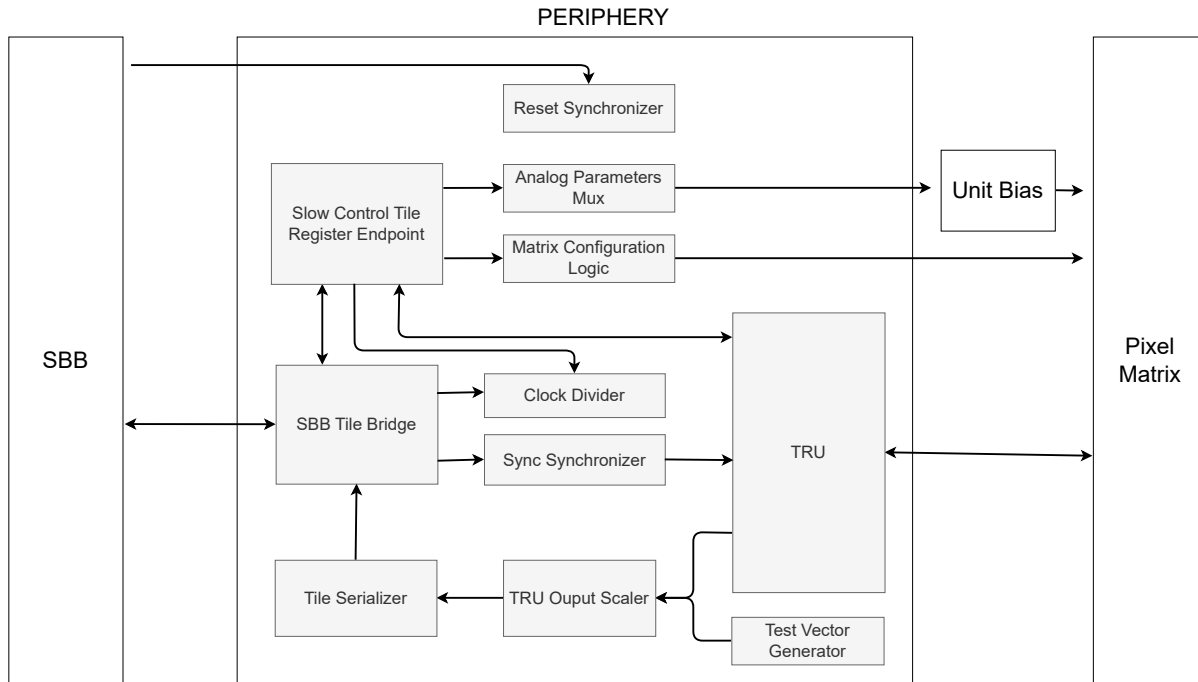 PERIPHERY
SBB
Reset Synchronizer
Slow Control Tile
Register Endpoint
Analog Parameters
Mux
Matrix Configuration
Logic
Unit Bias
Pixel
Matrix
SBB Tile Bridge
Clock Divider
Sync Synchronizer
TRU
Tile Serializer
TRU Ouput Scaler
Test Vector
Generator